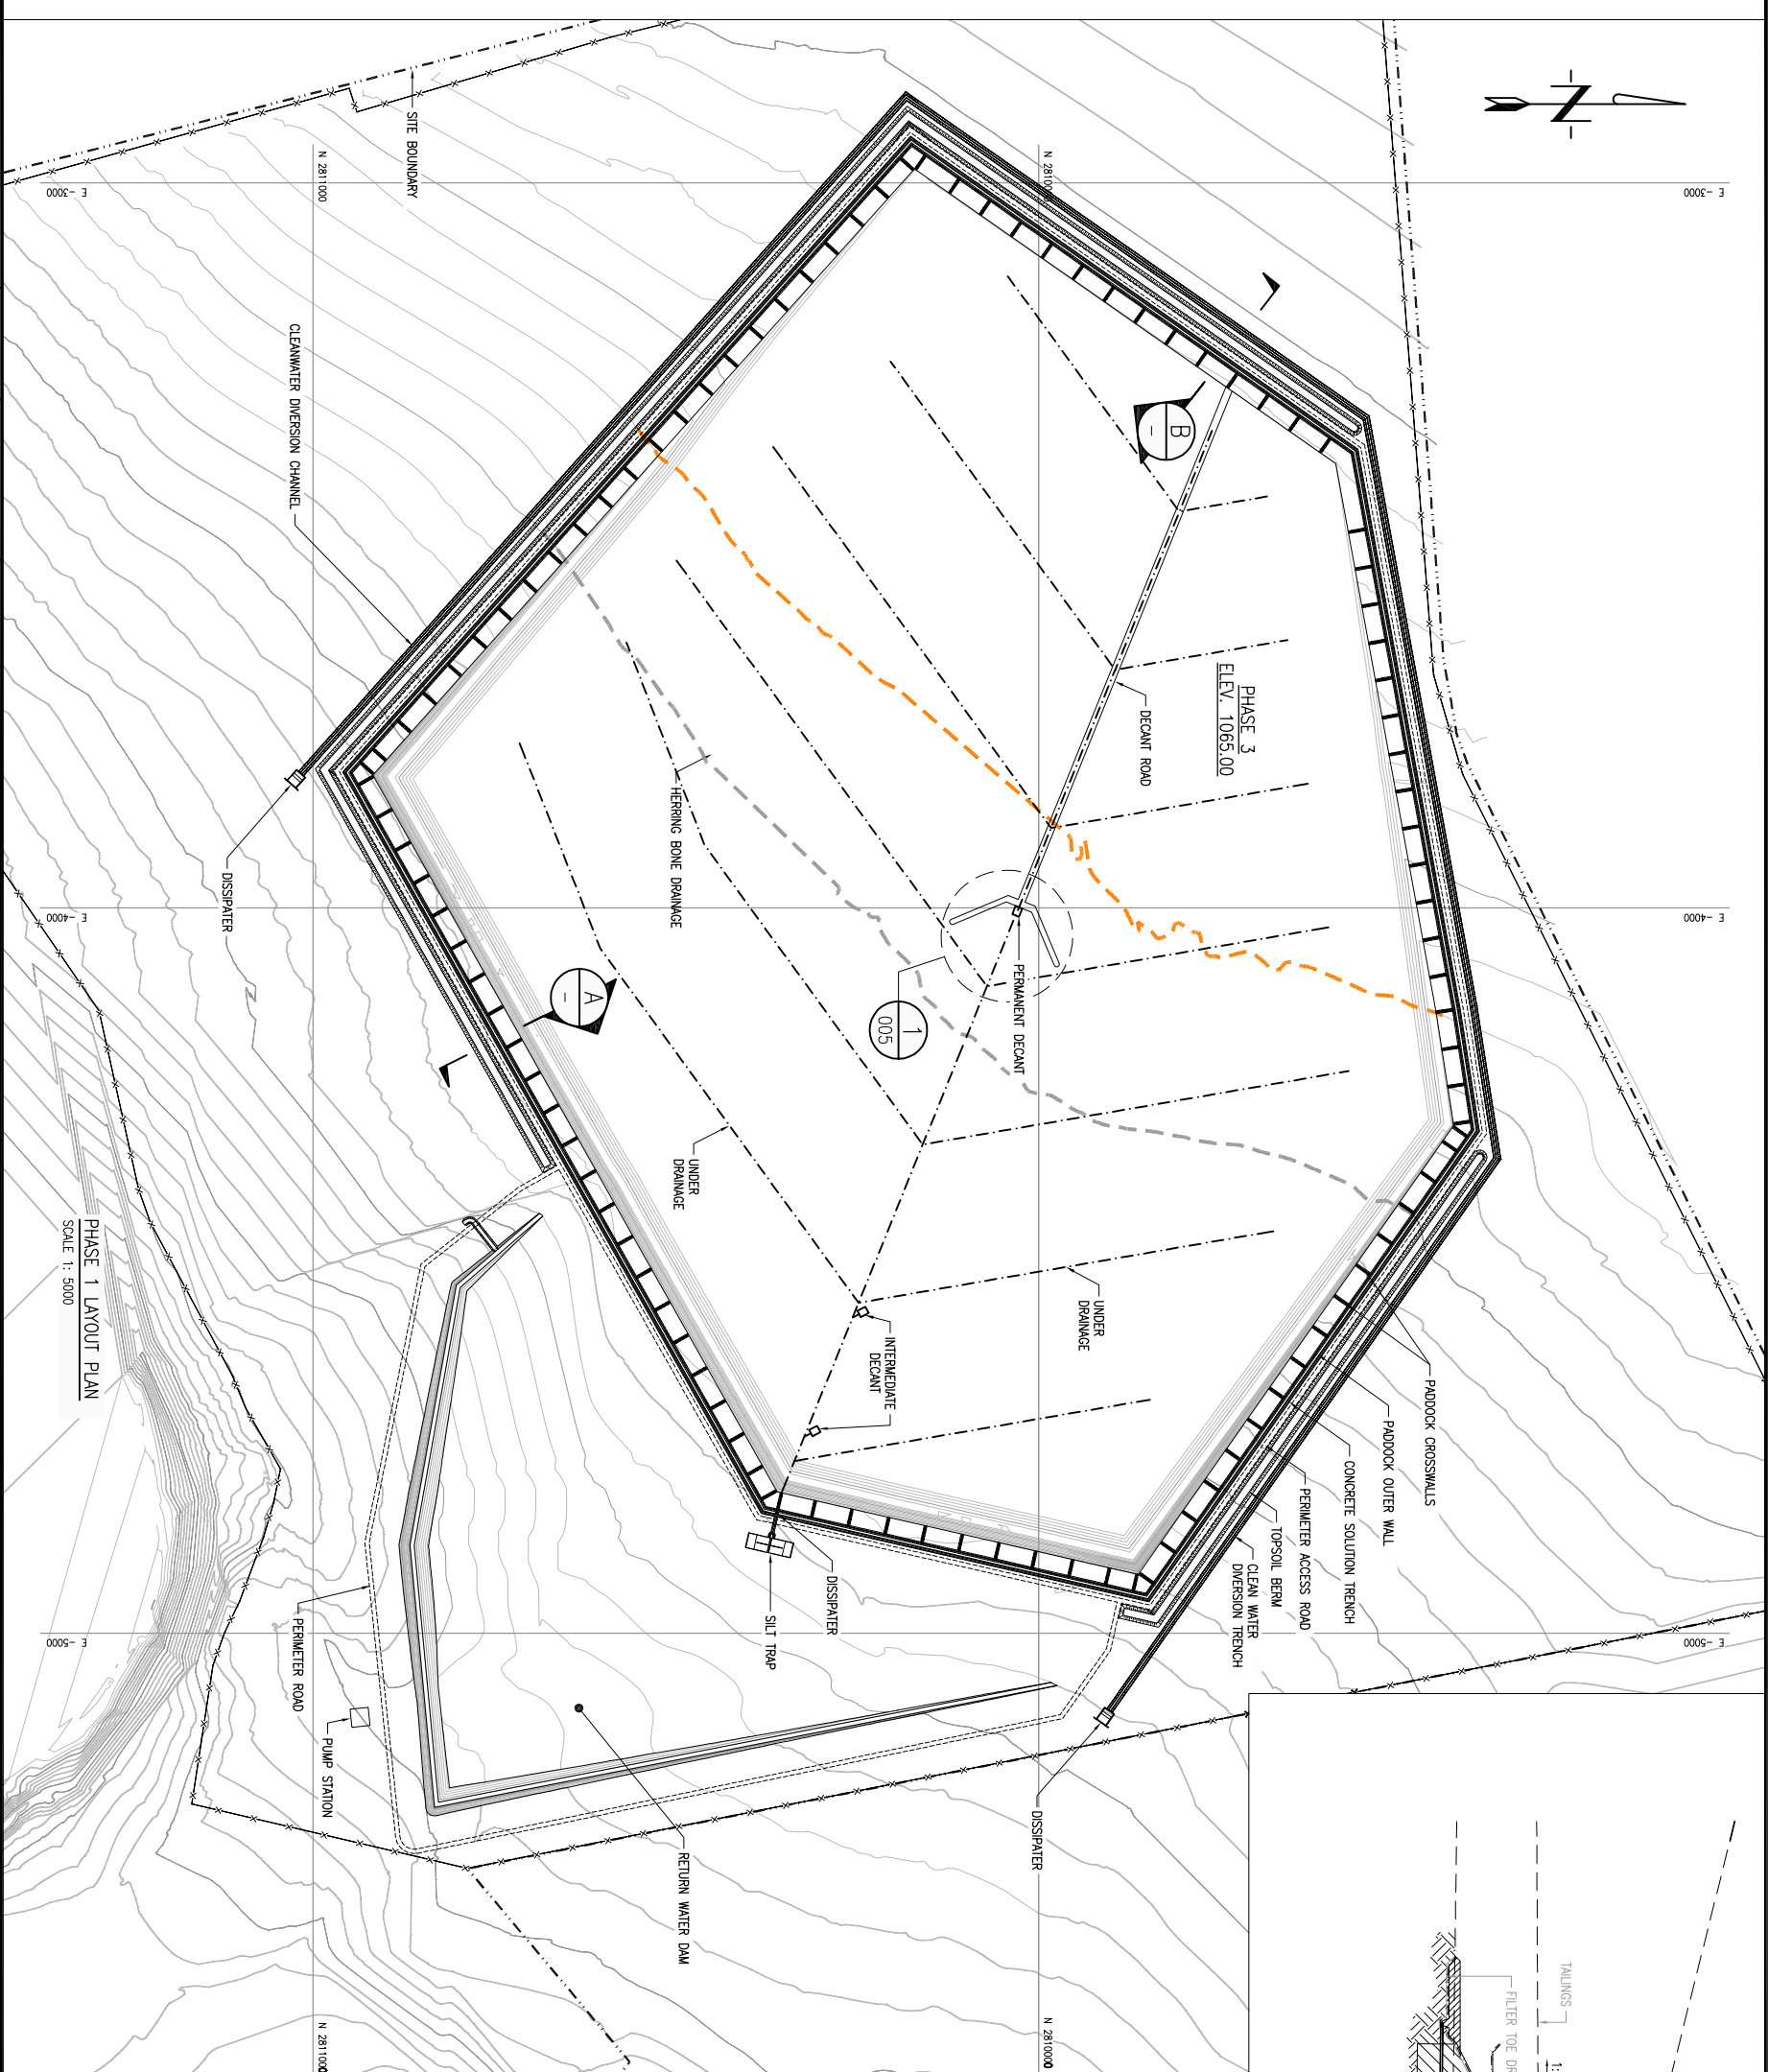 N
E -3000
E -3000
N 2811000
SITE BOUNDARY
CLEANWATER DIVERSION CHANNEL
B
-
PHASE 3
ELEV. 1065.00
DECANT ROAD
HERRING BONE DRAINAGE
DISSIPATER
E -4000
E -4000
PERMANENT DECANT
1
005
A
-
UNDER
DRAINAGE
UNDER
DRAINAGE
INTERMEDIATE
DECANT
PADDOCK CROSSWALLS
PADDOCK OUTER WALL
CONCRETE SOLUTION TRENCH
PERIMETER ACCESS ROAD
TOPSOIL BERM
CLEAN WATER
DIVERSION TRENCH
DISSIPATER
SILT TRAP
PHASE 1 LAYOUT PLAN
SCALE 1: 5000
E -5000
E -5000
PERIMETER ROAD
PUMP STATION
RETURN WATER DAM
DISSIPATER
N 2811000
N 2810000
TAILINGS
FILTER TOE